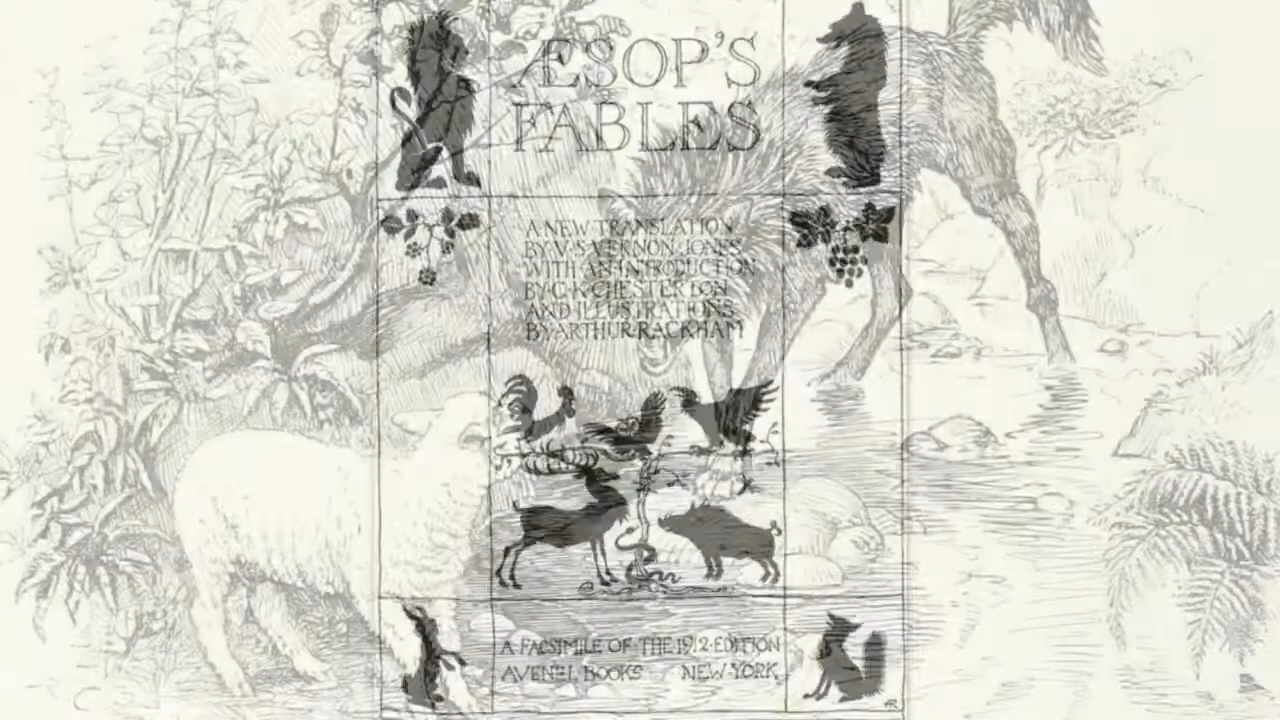 ÆSOP'S
FABLES
A·NEW·TRANSLATION
BY·V·S·VERNON·JONES
WITH·AN·INTRODUCTION
BY·G·K·CHESTERTON
AND·ILLUSTRATIONS
BY·ARTHUR·RACKHAM
A FACSIMILE OF·THE·1912·EDITION
AVENEL BOOKS NEW·YORK
AR